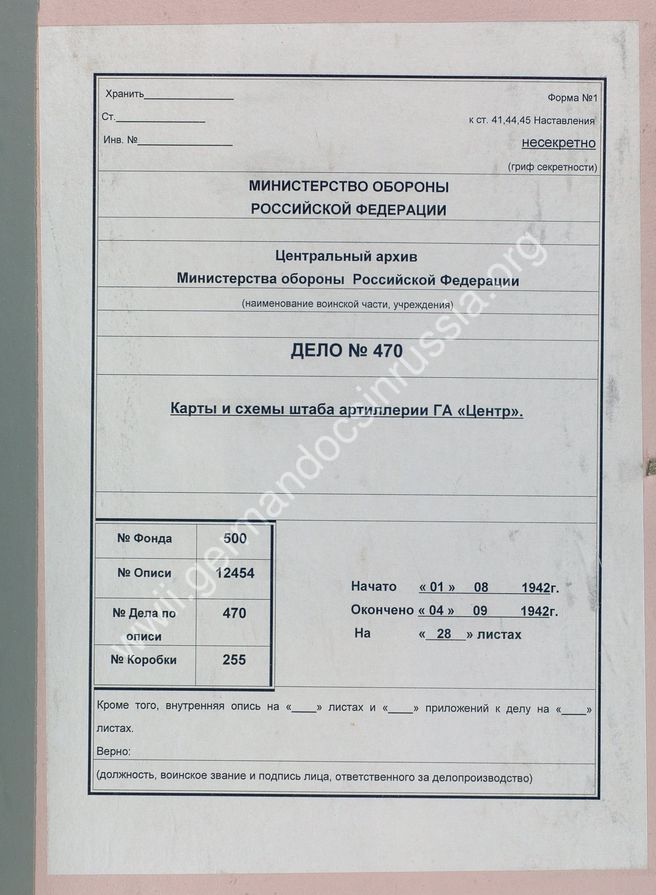 Хранить________________
Форма №1
Ст.________________
к ст. 41,44,45 Наставления
Инв. №________________
несекретно
(гриф секретности)
МИНИСТЕРСТВО ОБОРОНЫ
РОССИЙСКОЙ ФЕДЕРАЦИИ
Центральный архив
Министерства обороны Российской Федерации
(наименование воинской части, учреждения)
ДЕЛО № 470
Карты и схемы штаба артиллерии ГА «Центр».
№ Фонда 500
№ Описи 12454
№ Дела по описи 470
№ Коробки 255
Начато « 01 » 08 1942г.
Окончено « 04 » 09 1942г.
На « 28 » листах
Кроме того, внутренняя опись на «____» листах и «____» приложений к делу на «____»
листах.
Верно:
(должность, воинское звание и подпись лица, ответственного за делопроизводство)
wwii.germandocsinrussia.org